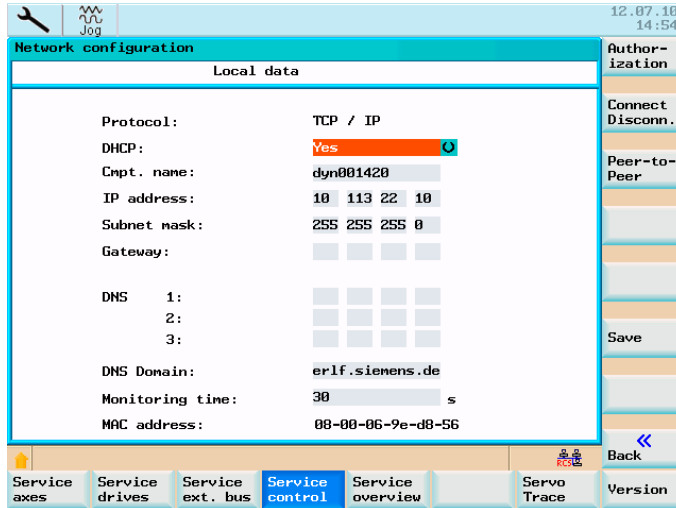 Jog
12.07.10
14:54
Network configuration
Local data
Protocol: TCP / IP
DHCP: Yes
Cmpt. name: dyn001420
IP address: 10 113 22 10
Subnet mask: 255 255 255 0
Gateway:
DNS 1:
2:
3:
DNS Domain: erlf.siemens.de
Monitoring time: 30 s
MAC address: 08-00-06-9e-d8-56
Author-
ization
Connect
Disconn.
Peer-to-
Peer
Save
«
Back
RCS
Service
axes
Service
drives
Service
ext. bus
Service
control
Service
overview
Servo
Trace
Version